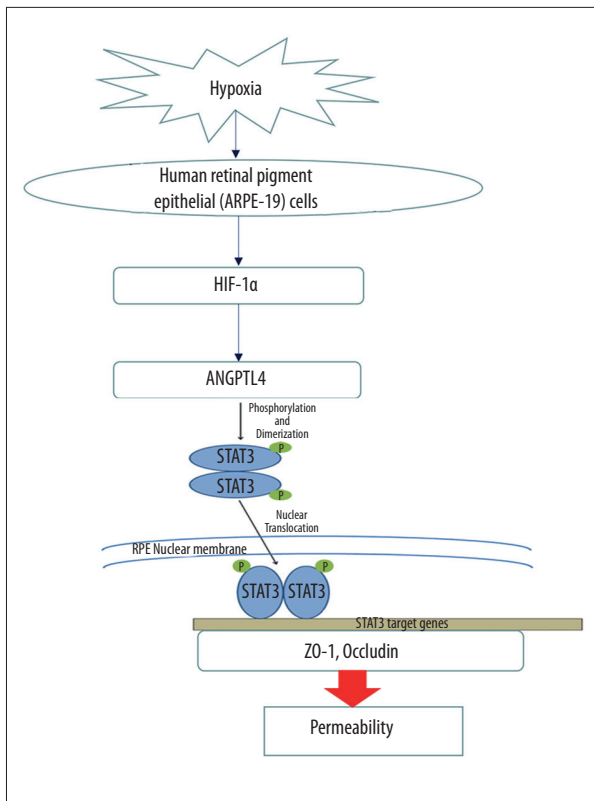 Hypoxia
Human retinal pigment
epithelial (ARPE-19) cells
HIF-1α
ANGPTL4
Phosphorylation
and
Dimerization
STAT3
P
STAT3
P
Nuclear
Translocation
RPE Nuclear membrane
P
P
STAT3
STAT3
STAT3 target genes
ZO-1, Occludin
Permeability